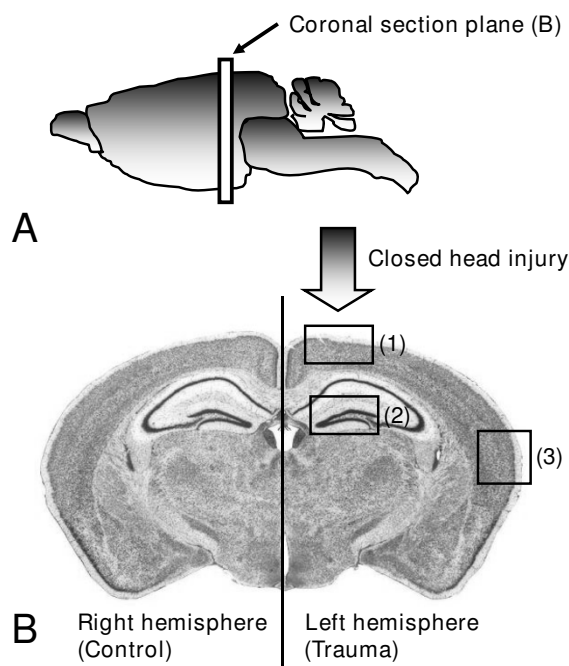 Coronal section plane (B)
A
Closed head injury
(1)
(2)
(3)
B
Right hemisphere
(Control)
Left hemisphere
(Trauma)